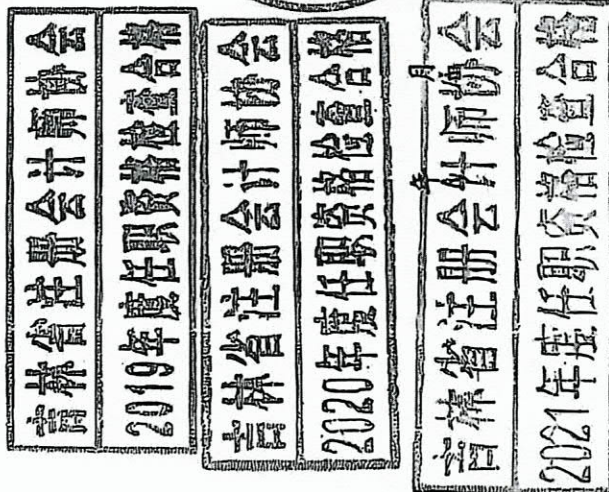 吉林省注册会计师协会
2019年度任职资格检查合格
吉林省注册会计师协会
2020年度任职资格检查合格
吉林省注册会计师协会
2021年度任职资格检查合格
年 月